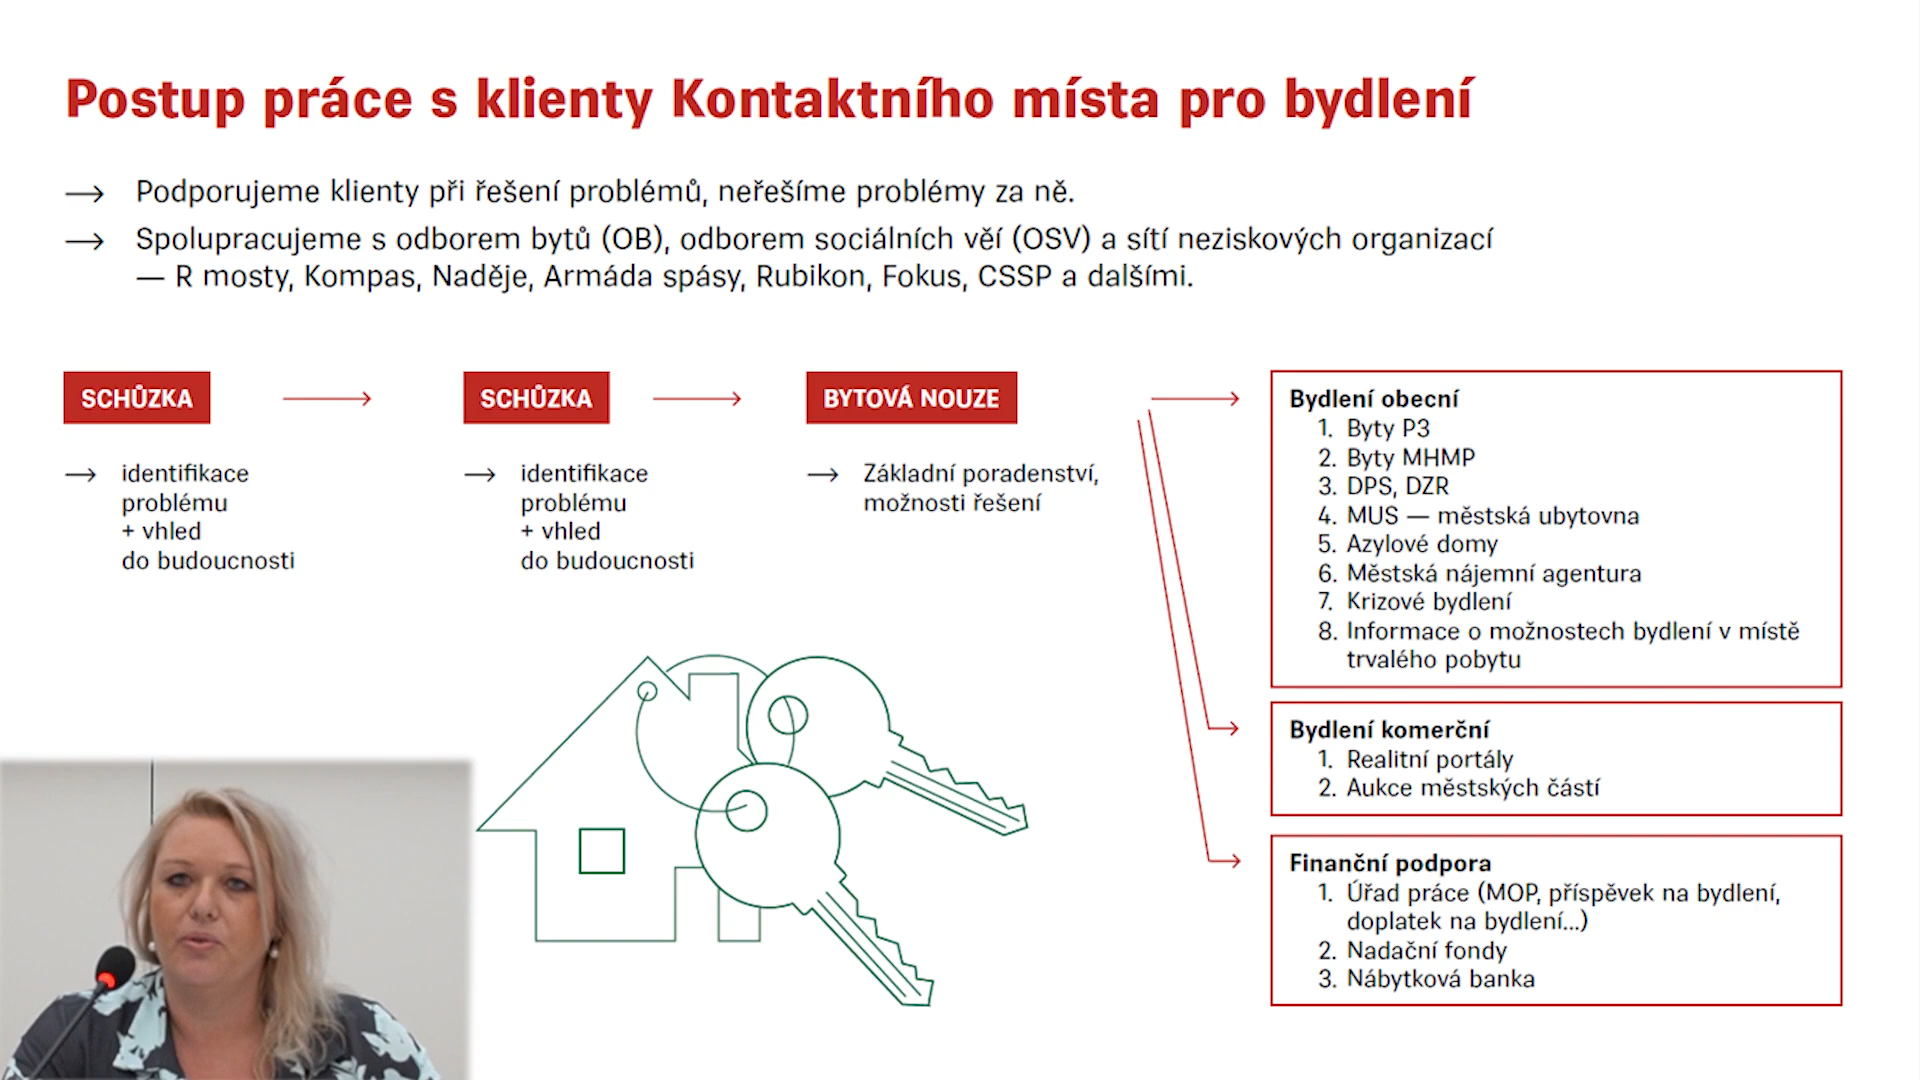 Postup práce s klienty Kontaktního místa pro bydlení
Podporujeme klienty při řešení problémů, neřešíme problémy za ně.
Spolupracujeme s odborem bytů (OB), odborem sociálních věí (OSV) a sítí neziskových organizací
— R mosty, Kompas, Naděje, Armáda spásy, Rubikon, Fokus, CSSP a dalšími.
SCHŮZKA
identifikace
problému
+ vhled
do budoucnosti
SCHŮZKA
identifikace
problému
+ vhled
do budoucnosti
BYTOVÁ NOUZE
Základní poradenství,
možnosti řešení
Bydlení obecní
1. Byty P3
2. Byty MHMP
3. DPS, DZR
4. MUS — městská ubytovna
5. Azylové domy
6. Městská nájemní agentura
7. Krizové bydlení
8. Informace o možnostech bydlení v místě
trvalého pobytu
Bydlení komerční
1. Realitní portály
2. Aukce městských částí
Finanční podpora
1. Úřad práce (MOP, příspěvek na bydlení,
doplatek na bydlení...)
2. Nadační fondy
3. Nábytková banka